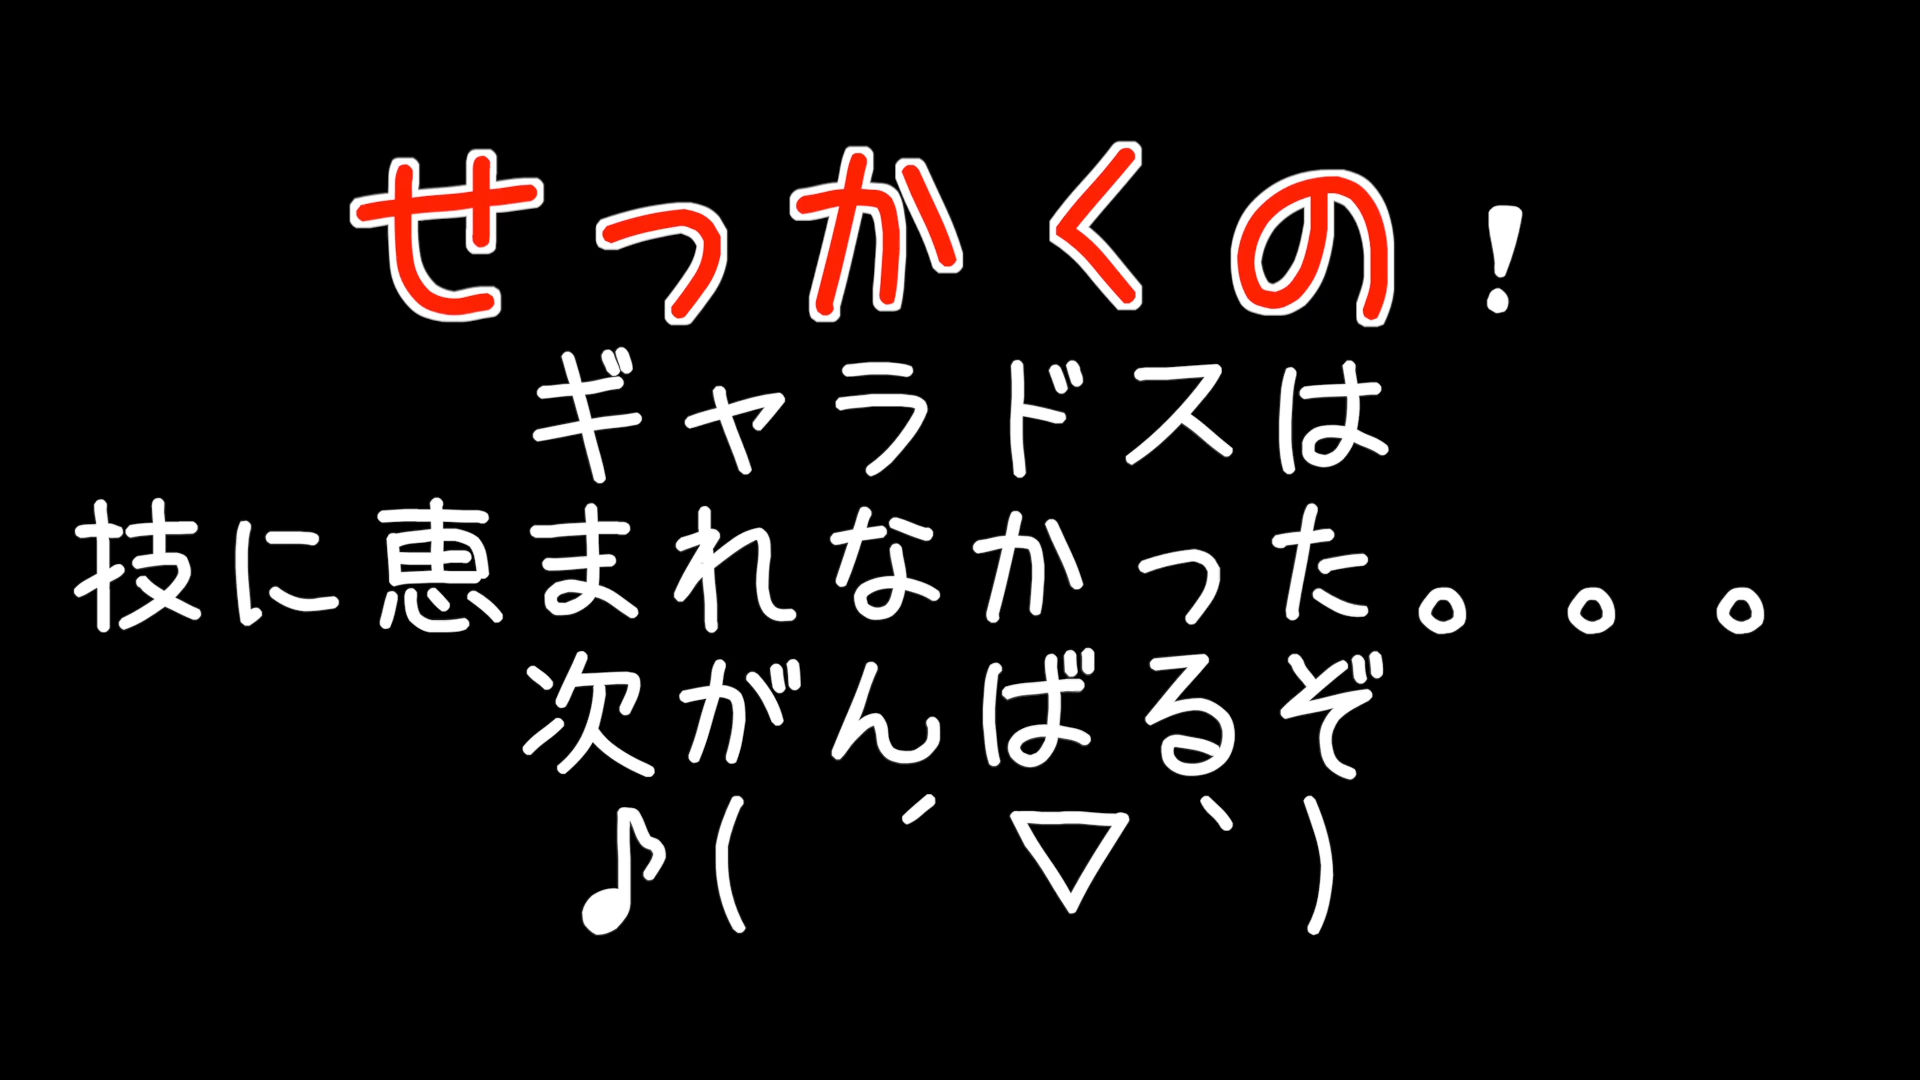 せっかくの!
ギャラドスは
技に恵まれなかった。。。
次がんばるぞ
♪( ´▽`)